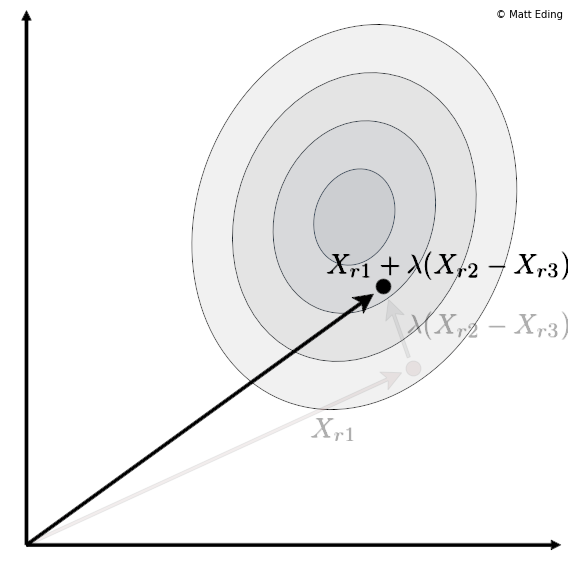 © Matt Eding
X_{r1} + λ(X_{r2} − X_{r3})
λ(X_{r2} − X_{r3})
X_{r1}